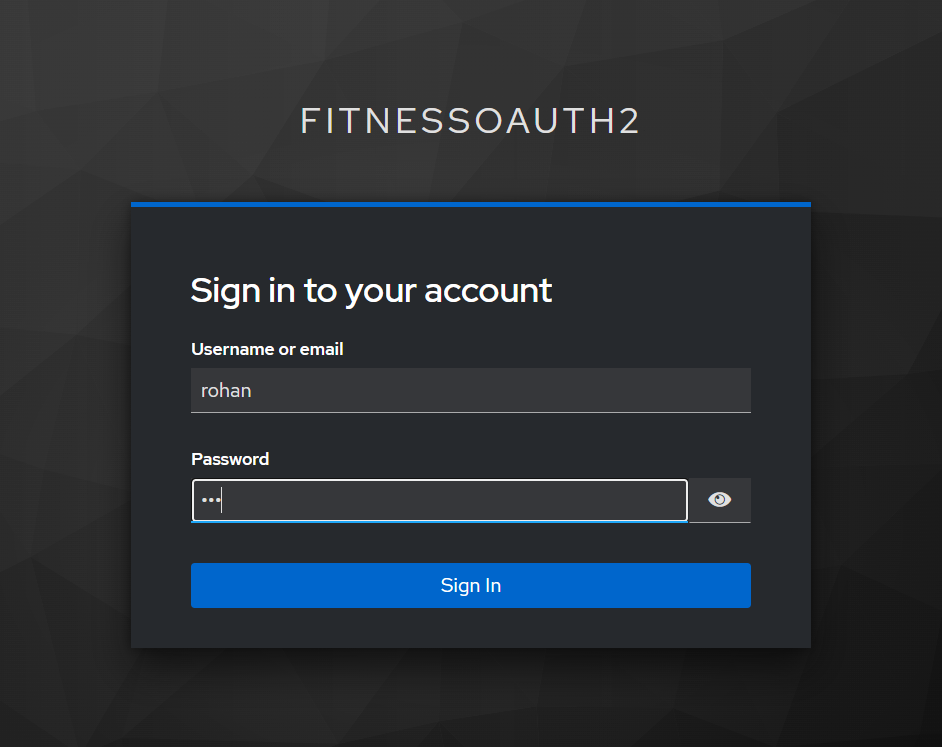 FITNESSOAUTH2
Sign in to your account
Username or email
rohan
Password
•••
Sign In